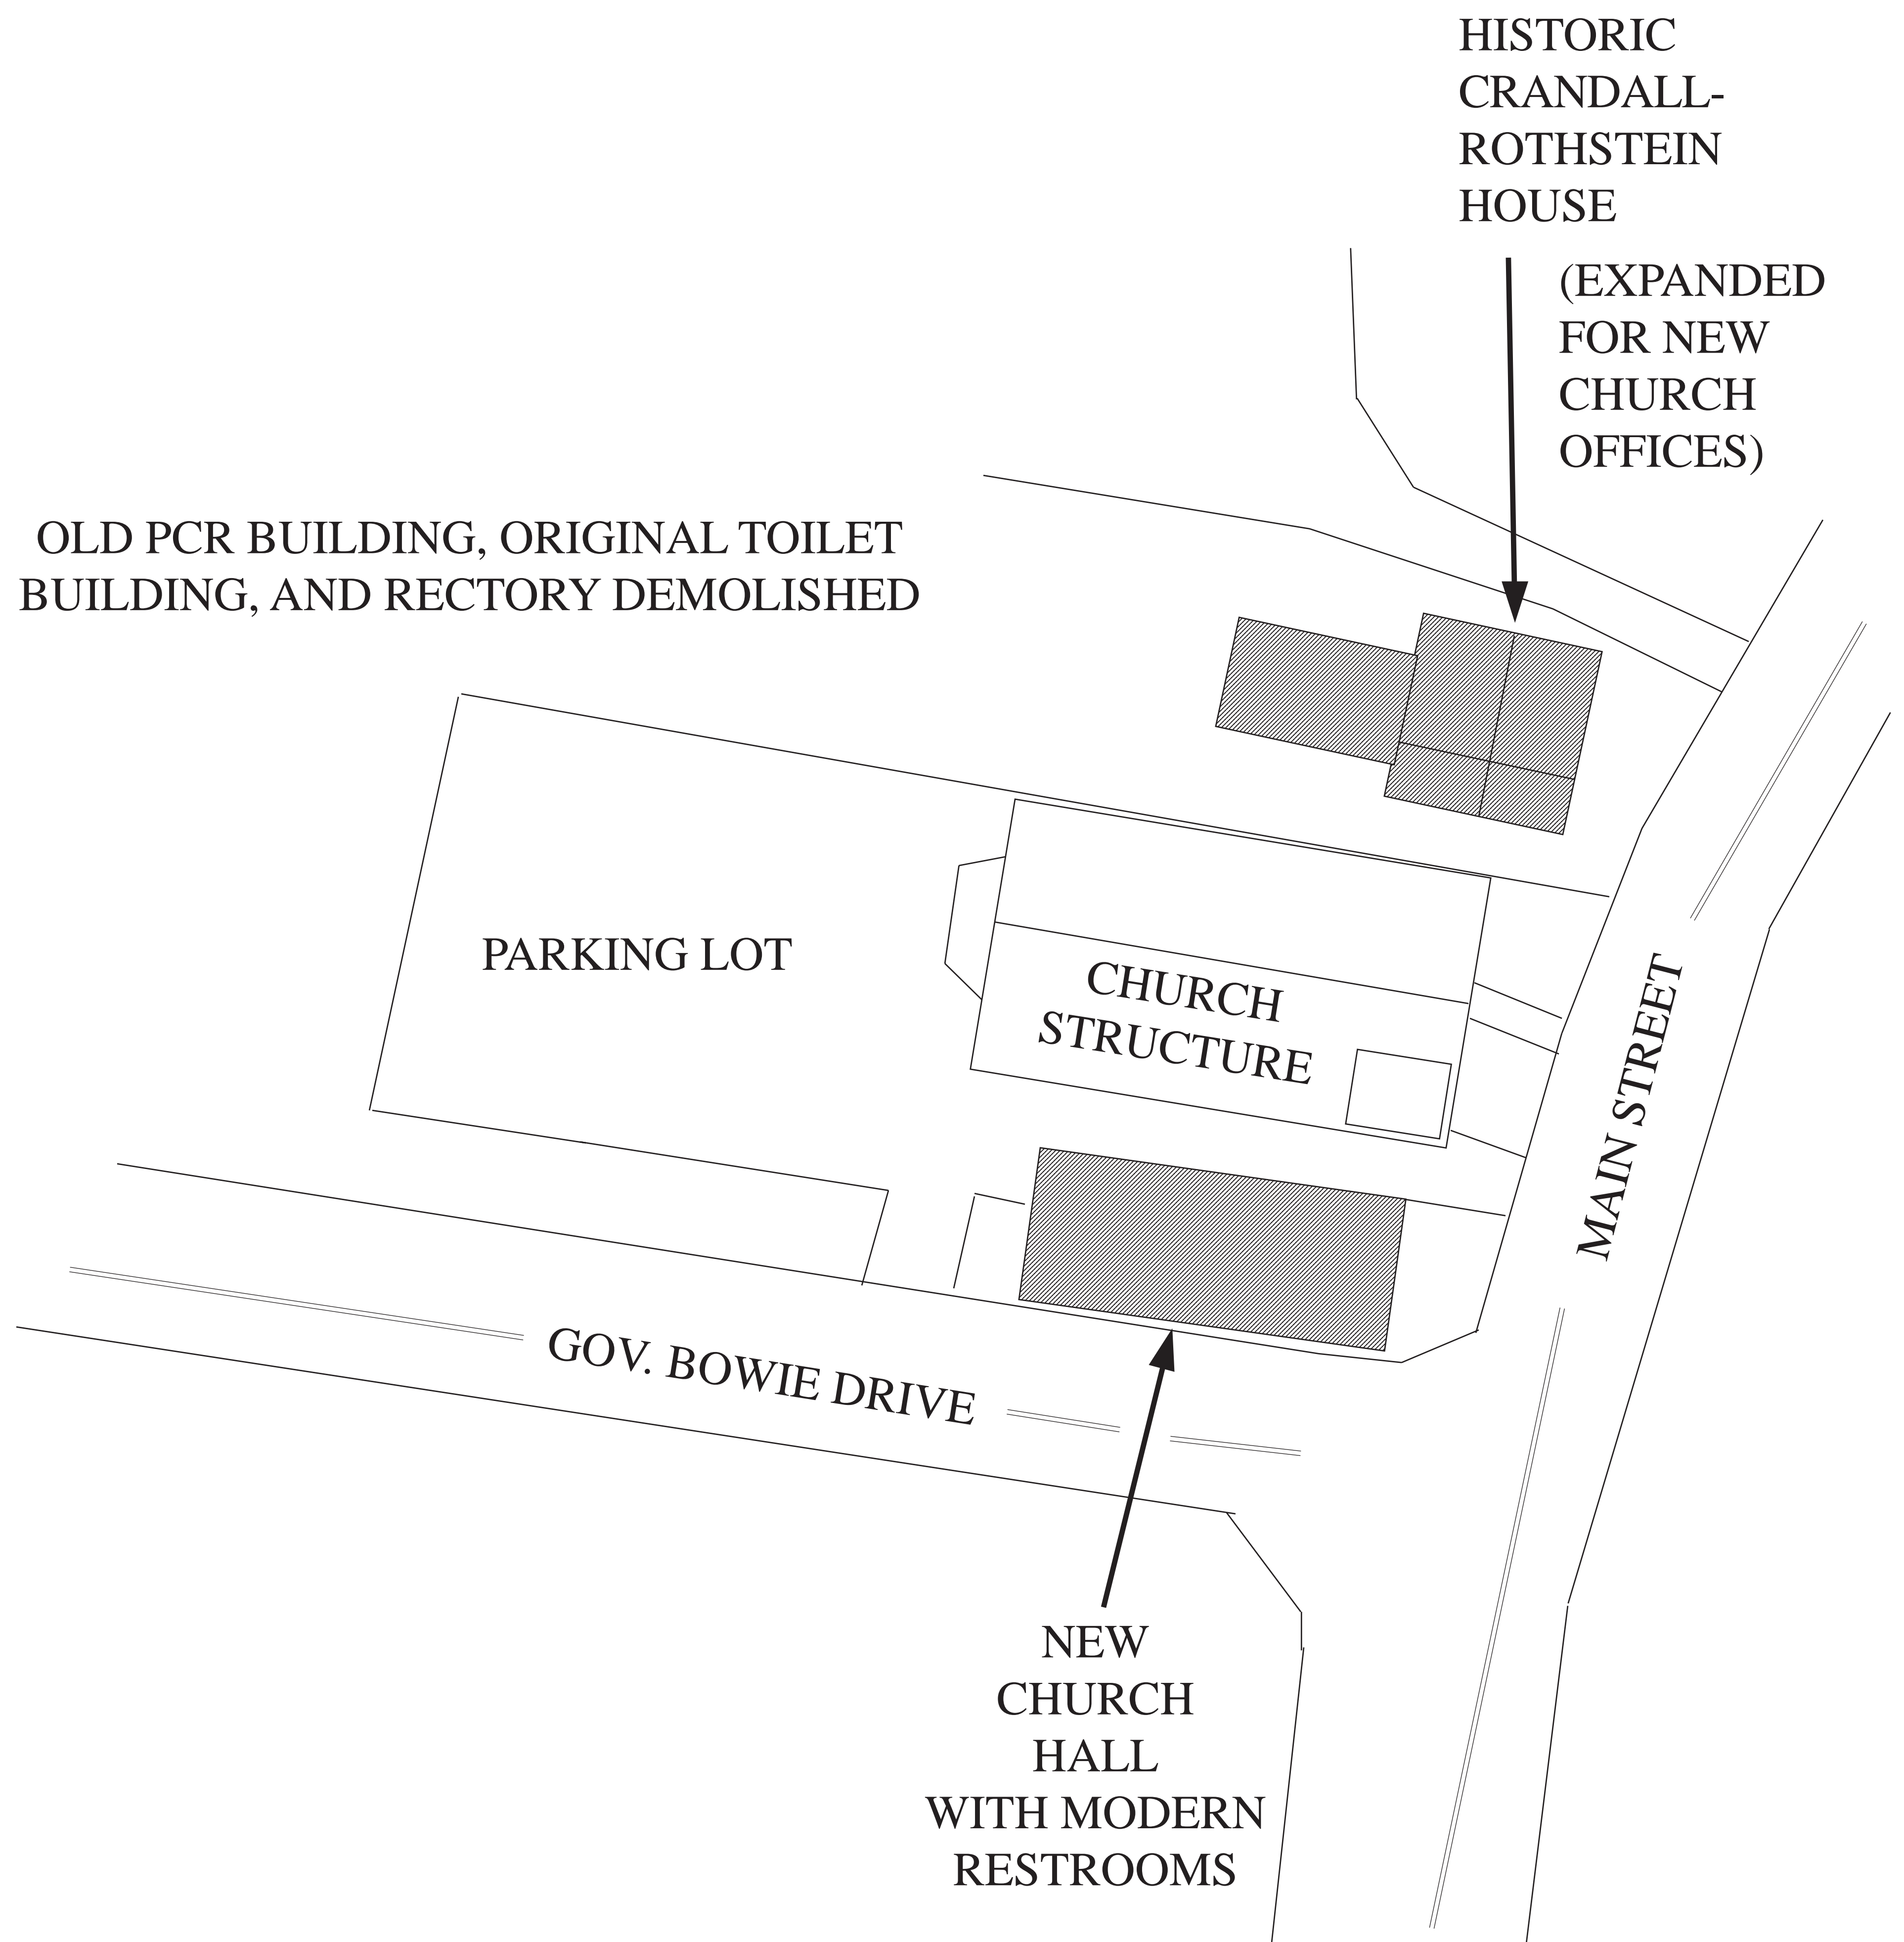 HISTORIC
CRANDALL-
ROTHSTEIN
HOUSE
(EXPANDED
FOR NEW
CHURCH
OFFICES)
OLD PCR BUILDING, ORIGINAL TOILET
BUILDING, AND RECTORY DEMOLISHED
PARKING LOT
CHURCH
STRUCTURE
MAIN STREET
GOV. BOWIE DRIVE
NEW
CHURCH
HALL
WITH MODERN
RESTROOMS